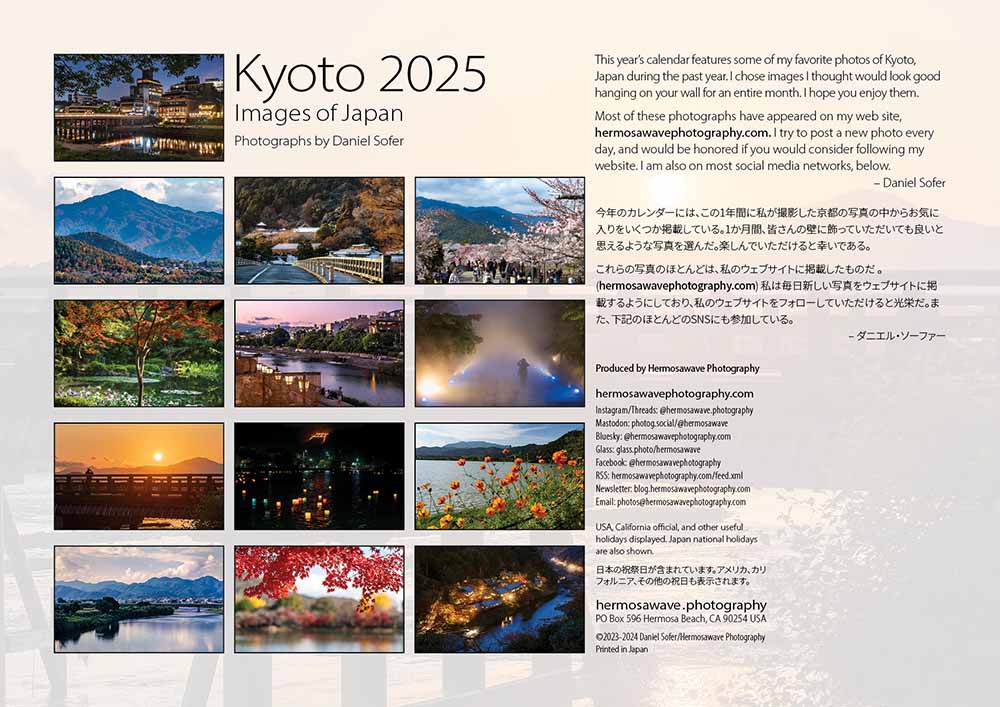 Kyoto 2025
Images of Japan
Photographs by Daniel Sofer
This year's calendar features some of my favorite photos of Kyoto,
Japan during the past year. I chose images I thought would look good
hanging on your wall for an entire month. I hope you enjoy them.
Most of these photographs have appeared on my web site,
hermosawavephotography.com. I try to post a new photo every
day, and would be honored if you would consider following my
website. I am also on most social media networks, below.
– Daniel Sofer
今年のカレンダーには、この1年間に私が撮影した京都の写真の中からお気に
入りをいくつか掲載している。1か月間、皆さんの壁に飾っていただいても良いと
思えるような写真を選んだ。楽しんでいただけると幸いである。
これらの写真のほとんどは、私のウェブサイトに掲載したものだ 。
(hermosawavephotography.com) 私は毎日新しい写真をウェブサイトに掲
載するようにしており、私のウェブサイトをフォローしていただけると光栄だ。ま
た、下記のほとんどのSNSにも参加している。
– ダニエル・ソーファー
Produced by Hermosawave Photography
hermosawavephotography.com
Instagram/Threads: @hermosawave.photography
Mastodon: photog.social/@hermosawave
Bluesky: @hermosawavephotography.com
Glass: glass.photo/hermosawave
Facebook: @hermosawavephotography
RSS: hermosawavephotography.com/feed.xml
Newsletter: blog.hermosawavephotography.com
Email: photos@hermosawavephotography.com
USA, California official, and other useful
holidays displayed. Japan national holidays
are also shown.
日本の祝祭日が含まれています。アメリカ、カリ
フォルニア、その他の祝日も表示されます。
hermosawave.photography
PO Box 596 Hermosa Beach, CA 90254 USA
©2023-2024 Daniel Sofer/Hermosawave Photography
Printed in Japan